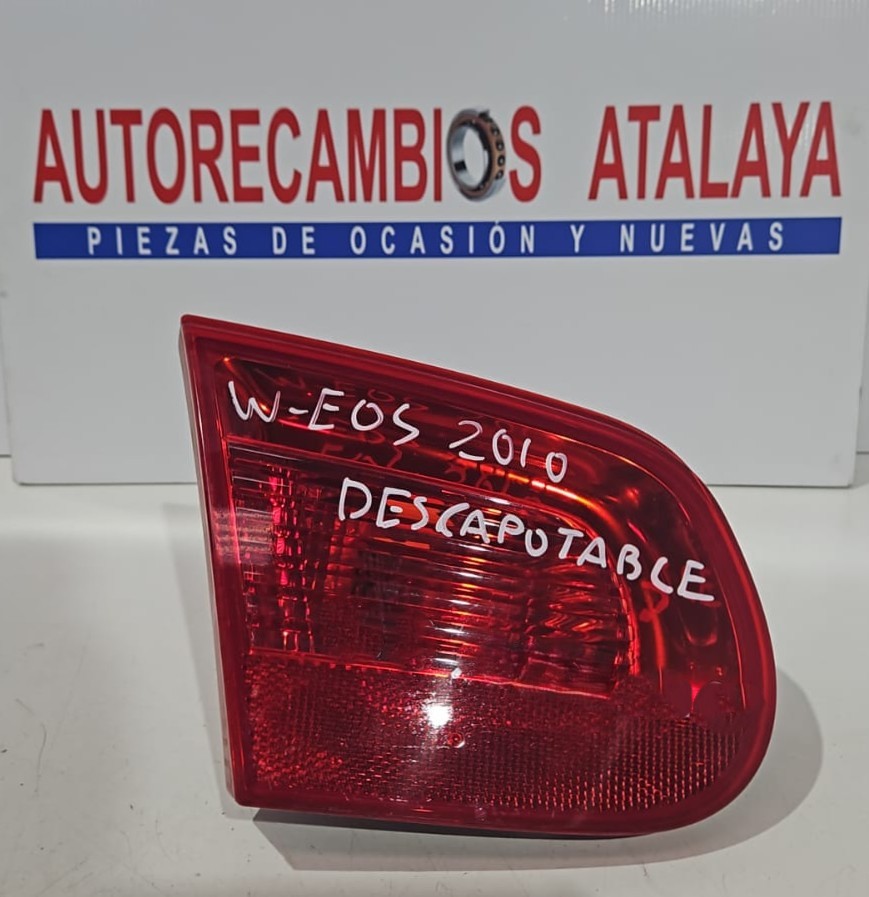 AUTORECAMBIOS ATALAYA
PIEZAS DE OCASIÓN Y NUEVAS
W-EOS 2010
DESCAPOTABLE